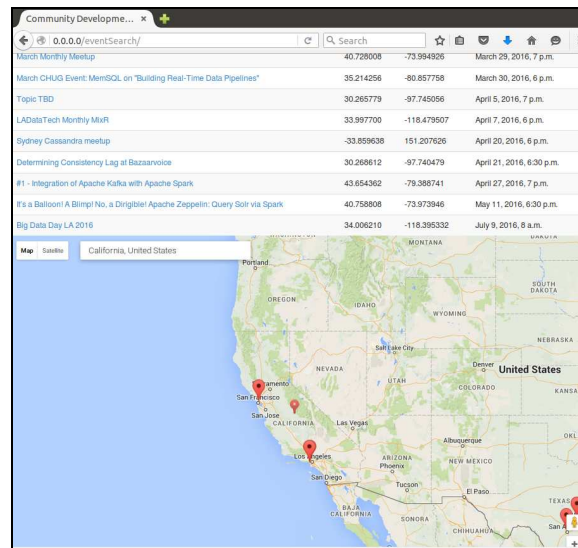 Community Developme... ×
0.0.0.0/eventSearch/ Search
March Monthly Meetup 40.728008 -73.994926 March 29, 2016, 7 p.m.
March CHUG Event: MemSQL on "Building Real-Time Data Pipelines" 35.214256 -80.857758 March 30, 2016, 6 p.m.
Topic TBD 30.265779 -97.745056 April 5, 2016, 7 p.m.
LADataTech Monthly MixR 33.997700 -118.479507 April 7, 2016, 6 p.m.
Sydney Cassandra meetup -33.859638 151.207626 April 20, 2016, 6 p.m.
Determining Consistency Lag at Bazaarvoice 30.268612 -97.740479 April 21, 2016, 6:30 p.m.
#1 - Integration of Apache Kafka with Apache Spark 43.654362 -79.388741 April 27, 2016, 7 p.m.
It's a Balloon! A Blimp! No, a Dirigible! Apache Zeppelin: Query Solr via Spark 40.758808 -73.973946 May 11, 2016, 6:30 p.m.
Big Data Day LA 2016 34.006210 -118.395332 July 9, 2016, 8 a.m.
Map Satellite California, United States
MONTANA
Portland
OREGON
IDAHO
SOUTH
DAKOTA
WYOMING
NEBRASKA
Salt Lake City
NEVADA
Denver
United States
UTAH
COLORADO
KANSA
San Francisco
San Jose
CALIFORNIA
Las Vegas
Albuquerque
OKL
Los Angeles
ARIZONA
NEW MEXICO
Phoenix
San Diego
Tucson
El Paso
TEXAS
BAJA
CALIFORNIA
SONORA
CHIHUAHUA
San A